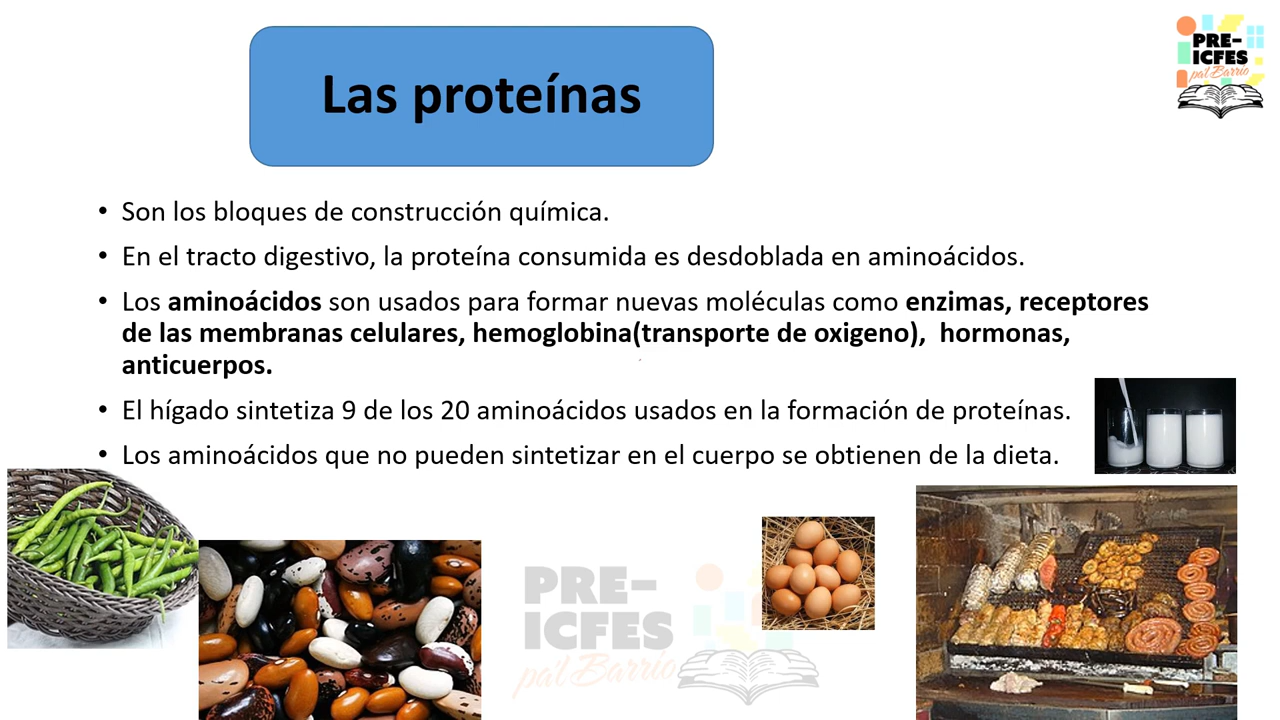 Las proteínas
PRE-
ICFES
pa'l Barrio
• Son los bloques de construcción química.
• En el tracto digestivo, la proteína consumida es desdoblada en aminoácidos.
• Los aminoácidos son usados para formar nuevas moléculas como enzimas, receptores
de las membranas celulares, hemoglobina(transporte de oxigeno),  hormonas,
anticuerpos.
• El hígado sintetiza 9 de los 20 aminoácidos usados en la formación de proteínas.
• Los aminoácidos que no pueden sintetizar en el cuerpo se obtienen de la dieta.
PRE-
ICFES
pa'l Barrio